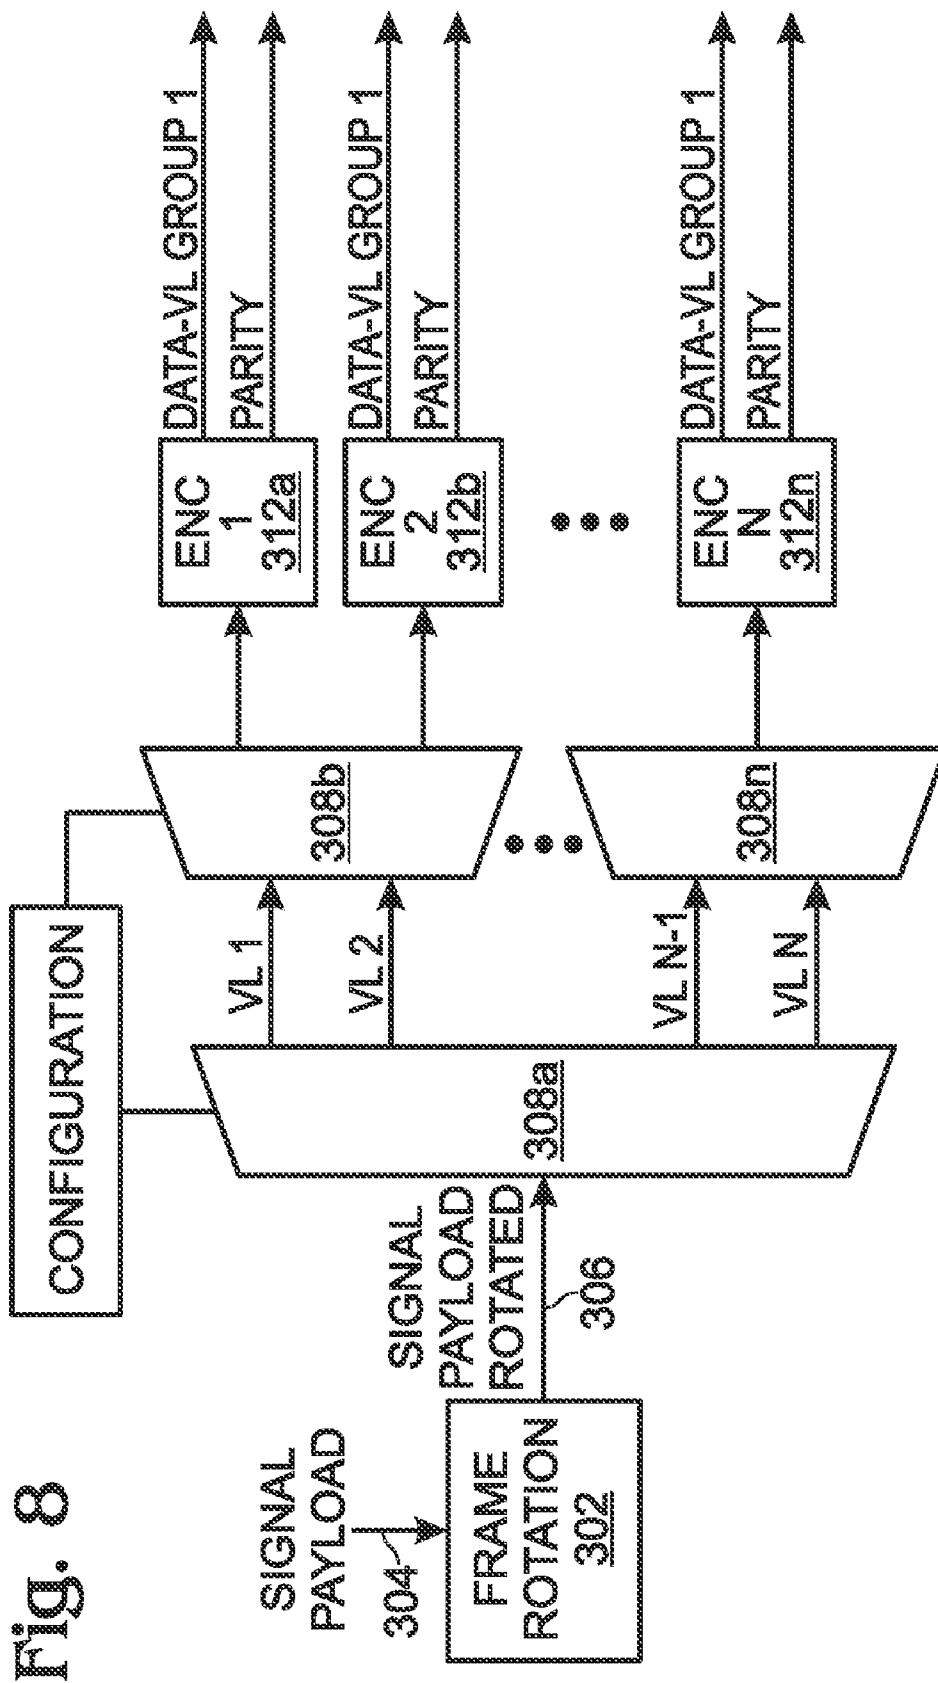 Fig. 8
SIGNAL
PAYLOAD
304
FRAME
ROTATION
302
SIGNAL
PAYLOAD
ROTATED
306
CONFIGURATION
308a
VL 1
VL 2
VL N-1
VL N
308b
308n
ENC
1
312a
ENC
2
312b
ENC
N
312n
DATA-VL GROUP 1
PARITY
DATA-VL GROUP 1
PARITY
DATA-VL GROUP 1
PARITY